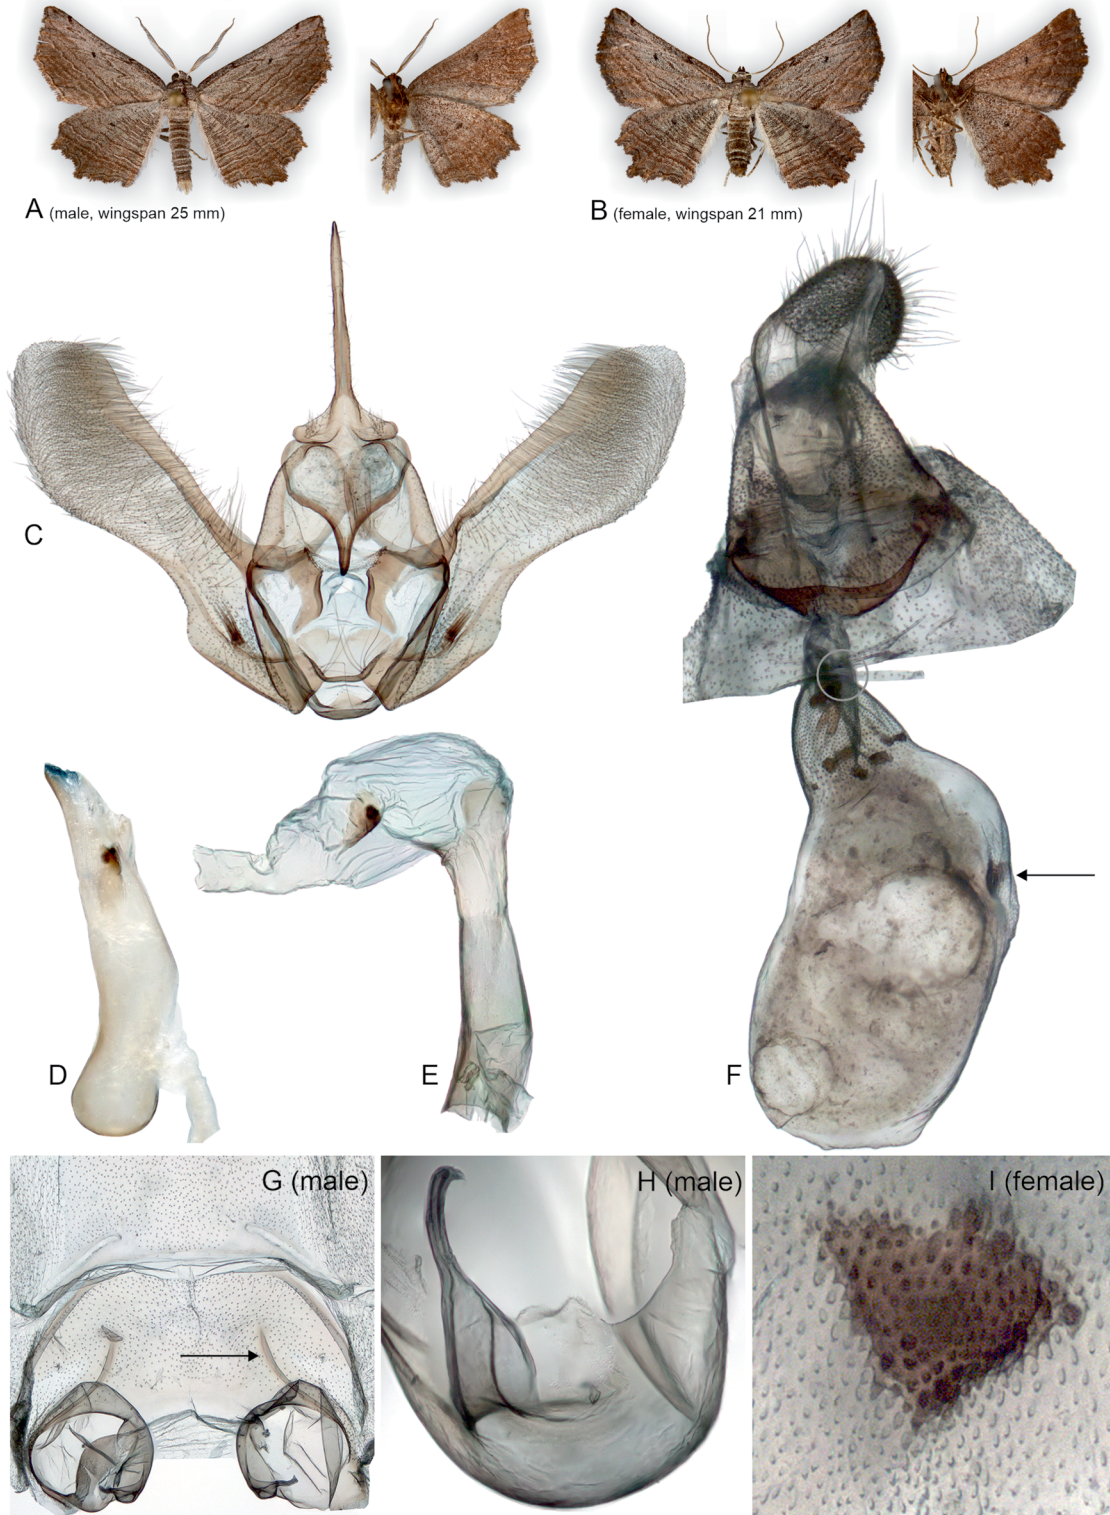 A (male, wingspan 25 mm)
B (female, wingspan 21 mm)
C
D
E
F
G (male)
H (male)
I (female)